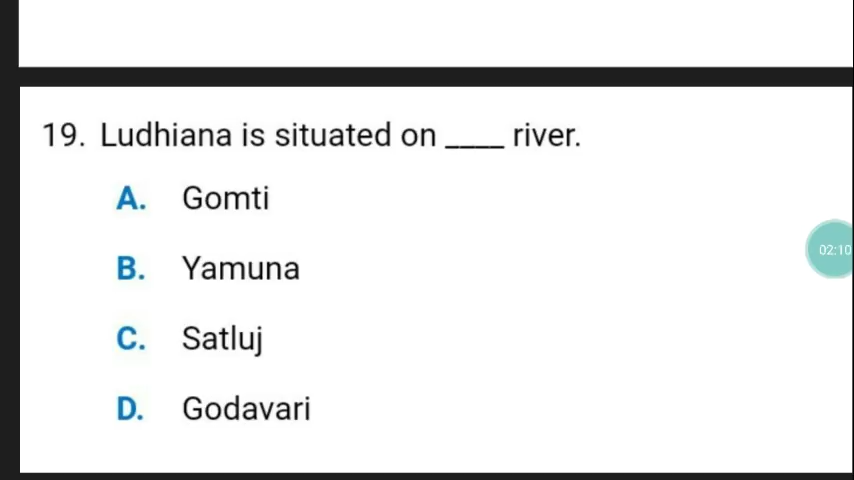 19. Ludhiana is situated on ____ river.
A. Gomti
B. Yamuna
02:10
C. Satluj
D. Godavari